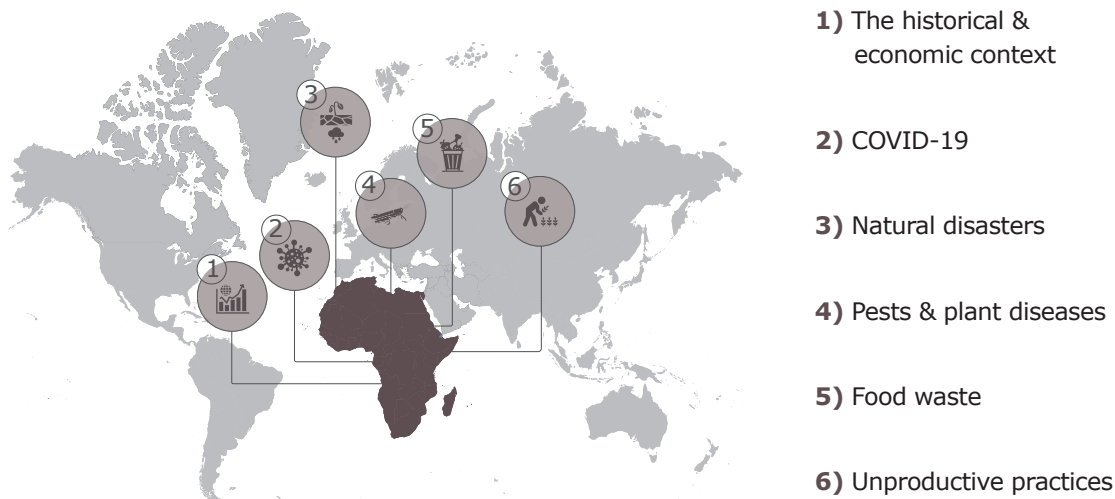 1) The historical &
economic context
2) COVID-19
3) Natural disasters
4) Pests & plant diseases
5) Food waste
6) Unproductive practices
3
5
4
6
2
1